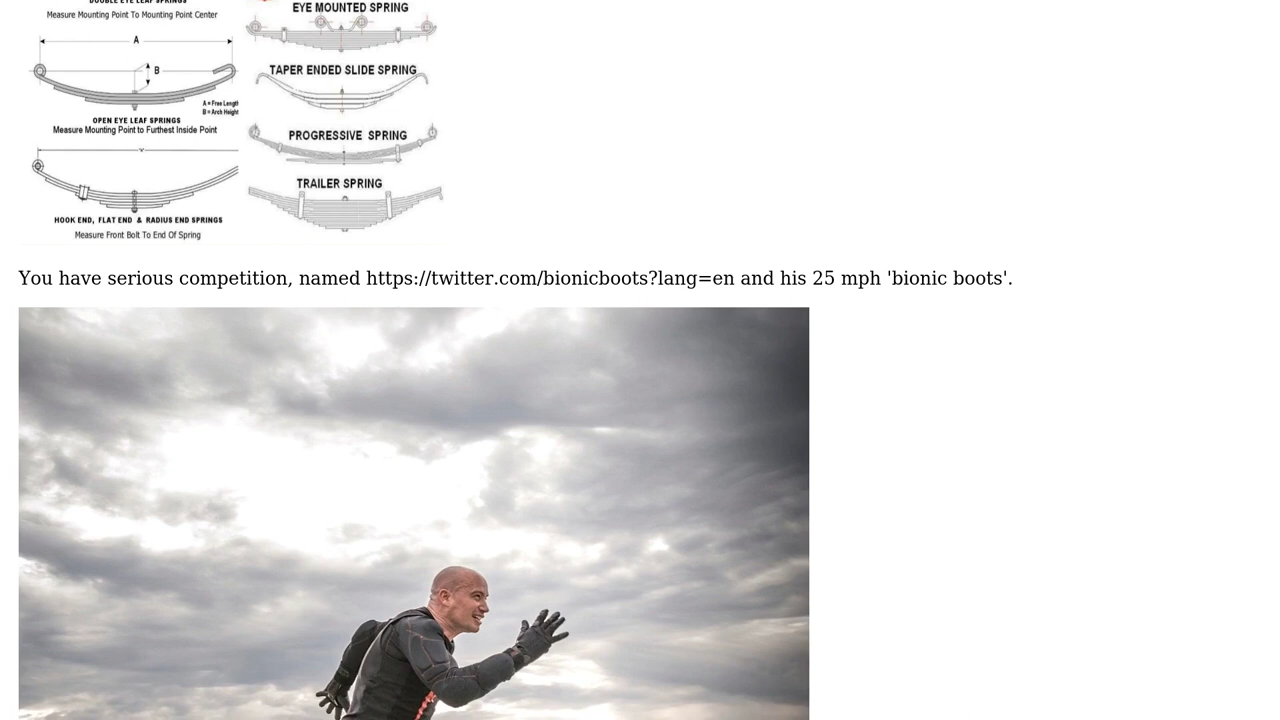 DOUBLE EYE LEAF SPRINGS
Measure Mounting Point To Mounting Point Center
A
B
A = Free Length
B = Arch Height
OPEN EYE LEAF SPRINGS
Measure Mounting Point to Furthest Inside Point
HOOK END, FLAT END & RADIUS END SPRINGS
Measure Front Bolt To End Of Spring
EYE MOUNTED SPRING
TAPER ENDED SLIDE SPRING
PROGRESSIVE SPRING
TRAILER SPRING
You have serious competition, named https://twitter.com/bionicboots?lang=en and his 25 mph 'bionic boots'.